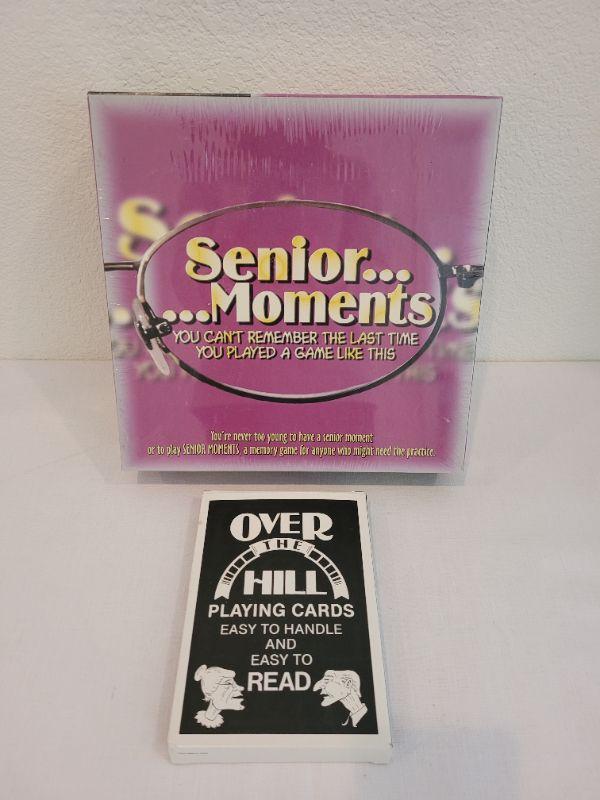 Senior...
...Moments
YOU CAN'T REMEMBER THE LAST TIME
YOU PLAYED A GAME LIKE THIS
You're never too young to have a senior moment
or to play SENIOR MOMENTS a memory game for anyone who might need the practice.
OVER
THE
HILL
PLAYING CARDS
EASY TO HANDLE
AND
EASY TO
READ